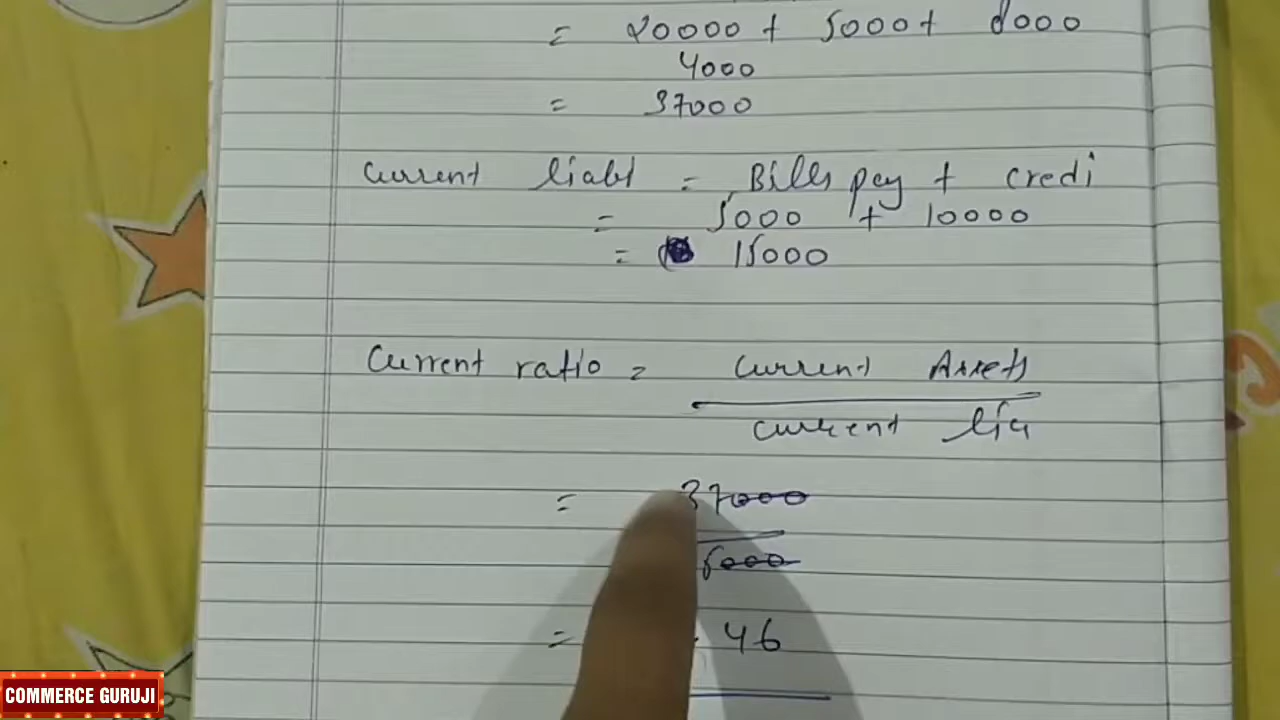 = 20000 + 5000 + 8000
4000
= 37000
Current liabl = Bills pay + credi
= 5000 + 10000
= 15000
Current ratio = Current Assets
current lia
= 37000
5000
= . 46
COMMERCE GURUJI